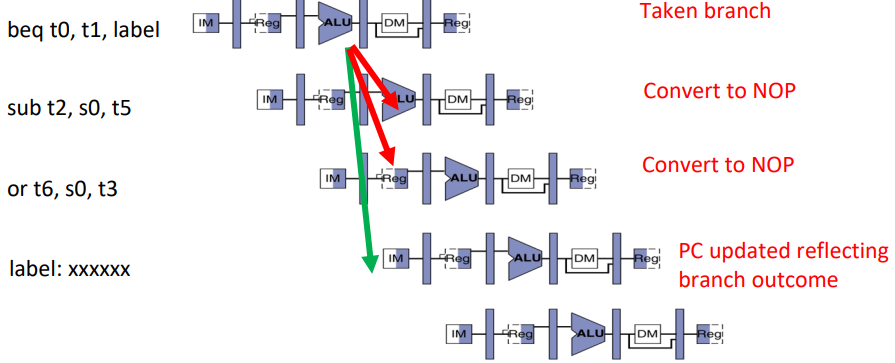 Taken branch
beq t0, t1, label
IM Reg ALU DM Reg
sub t2, s0, t5
IM Reg LU DM Reg
Convert to NOP
or t6, s0, t3
IM Reg ALU DM Reg
Convert to NOP
label: xxxxxx
IM Reg ALU DM Reg
PC updated reflecting
branch outcome
IM Reg ALU DM Reg